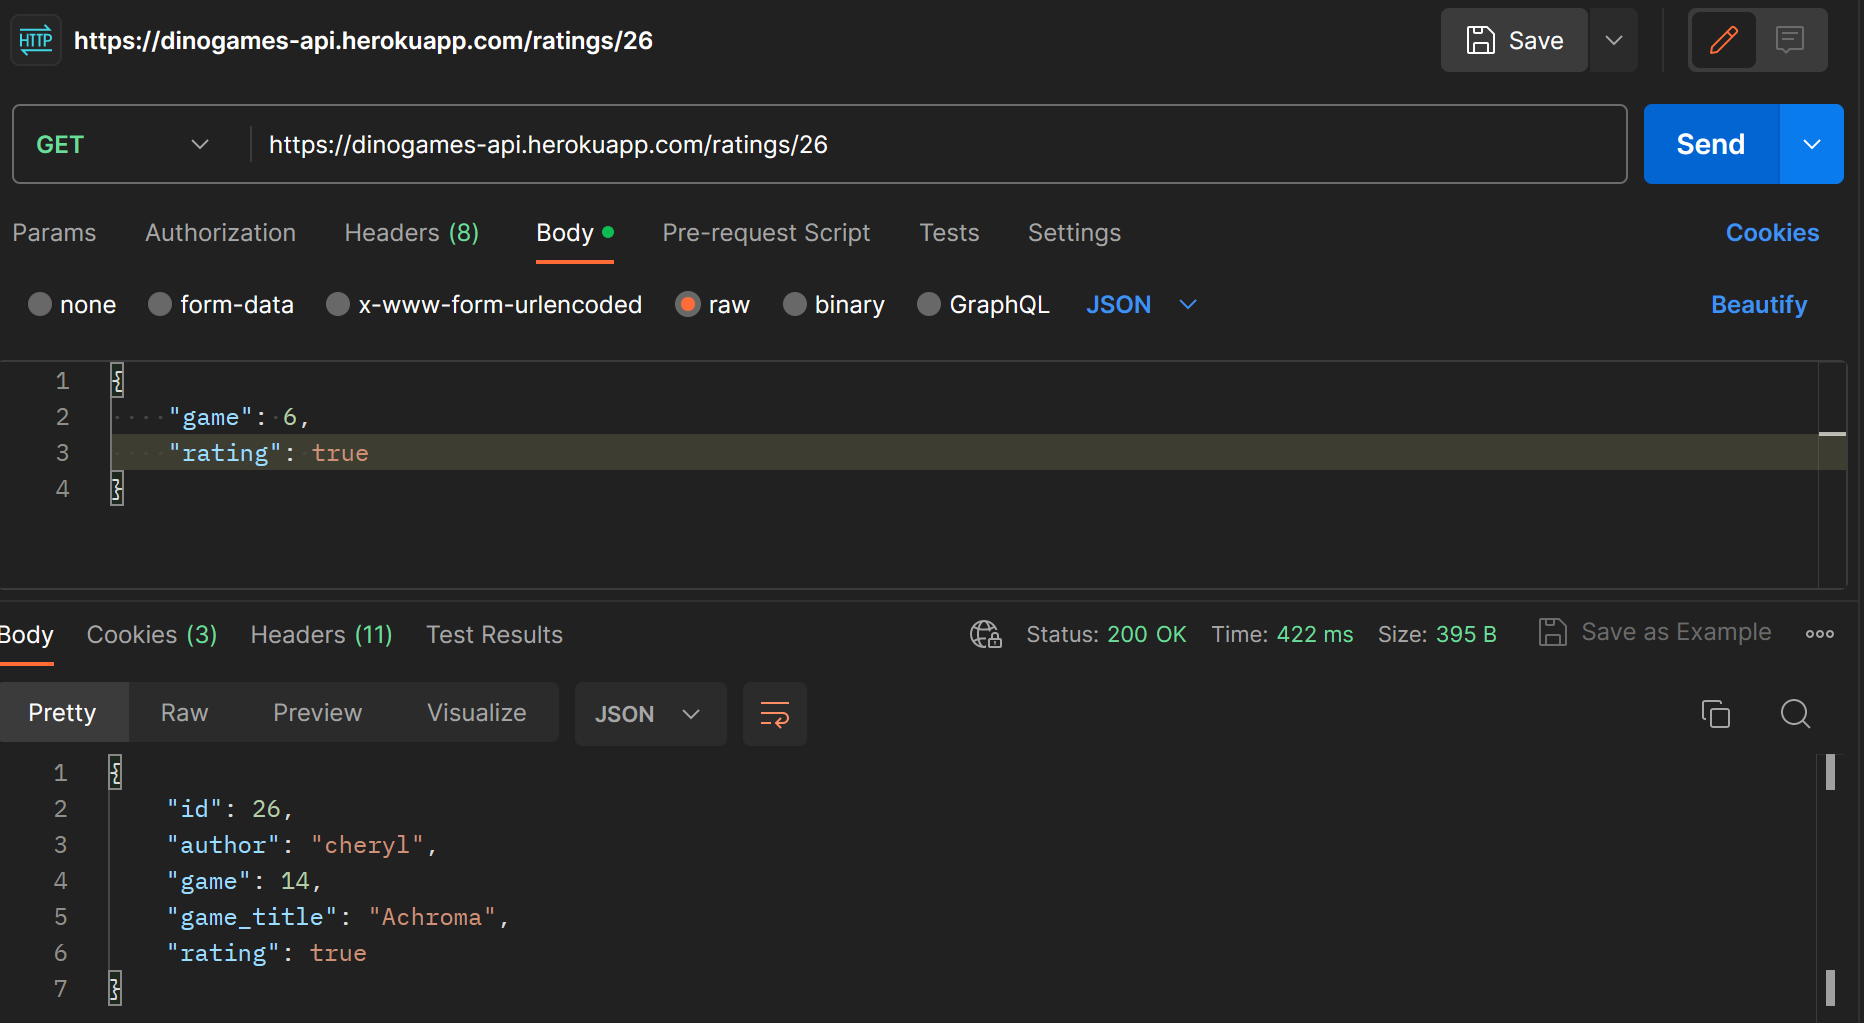 HTTP https://dinogames-api.herokuapp.com/ratings/26 Save
GET https://dinogames-api.herokuapp.com/ratings/26 Send
Params Authorization Headers (8) Body Pre-request Script Tests Settings Cookies
none form-data x-www-form-urlencoded raw binary GraphQL JSON Beautify
1 {
2 "game": 6,
3 "rating": true
4 }
Body Cookies (3) Headers (11) Test Results Status: 200 OK Time: 422 ms Size: 395 B Save as Example
Pretty Raw Preview Visualize JSON
1 {
2 "id": 26,
3 "author": "cheryl",
4 "game": 14,
5 "game_title": "Achroma",
6 "rating": true
7 }